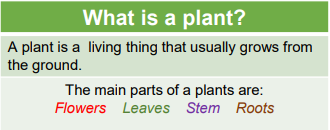 What is a plant?
A plant is a living thing that usually grows from
the ground.
The main parts of a plants are:
Flowers Leaves Stem Roots